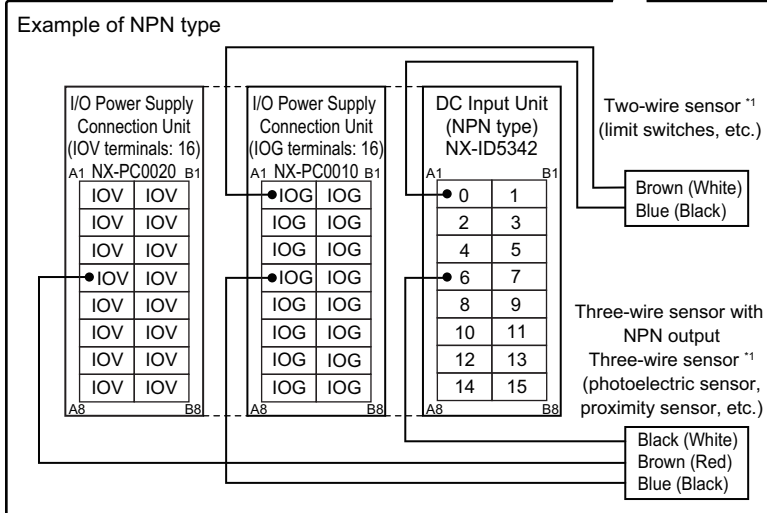 Example of NPN type
I/O Power Supply
Connection Unit
(IOV terminals: 16)
A1 NX-PC0020 B1
IOV IOV
IOV IOV
IOV IOV
IOV IOV
IOV IOV
IOV IOV
IOV IOV
IOV IOV
A8 B8
I/O Power Supply
Connection Unit
(IOG terminals: 16)
A1 NX-PC0010 B1
IOG IOG
IOG IOG
IOG IOG
IOG IOG
IOG IOG
IOG IOG
IOG IOG
IOG IOG
A8 B8
DC Input Unit
(NPN type)
NX-ID5342
A1 B1
0 1
2 3
4 5
6 7
8 9
10 11
12 13
14 15
A8 B8
Two-wire sensor *1
(limit switches, etc.)
Brown (White)
Blue (Black)
Three-wire sensor with
NPN output
Three-wire sensor *1
(photoelectric sensor,
proximity sensor, etc.)
Black (White)
Brown (Red)
Blue (Black)